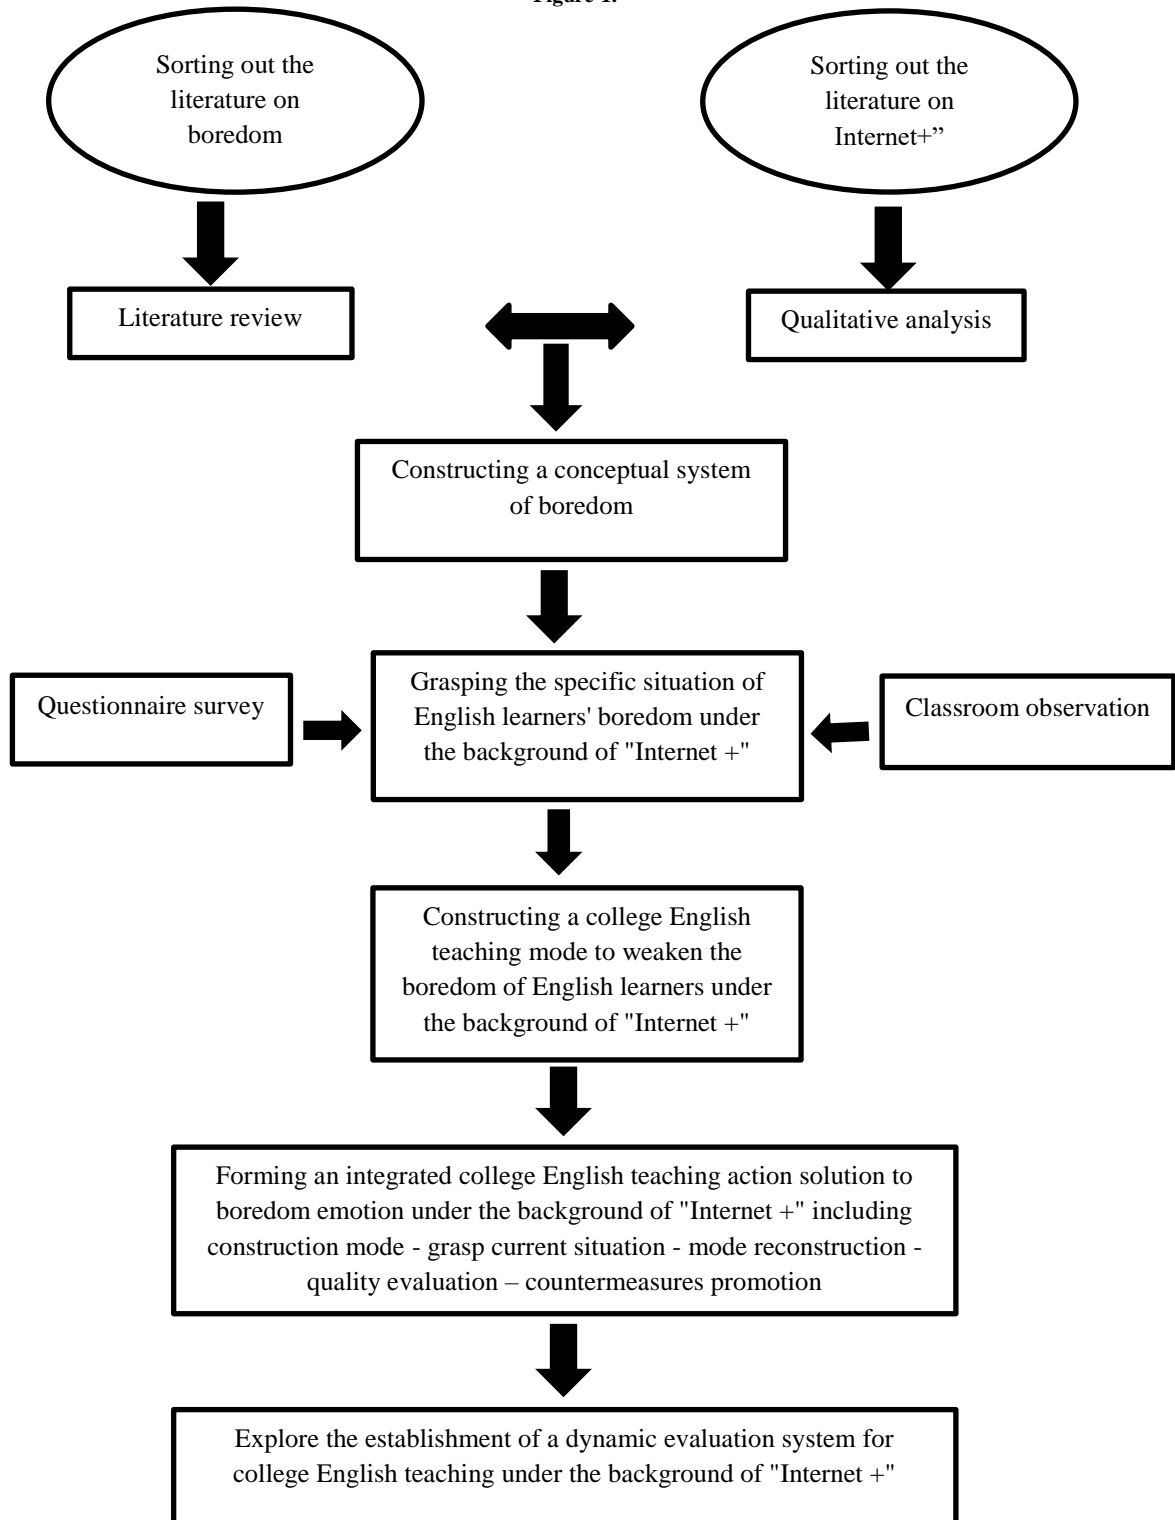 Figure 1.
Sorting out the
literature on
boredom
Sorting out the
literature on
Internet+”
Literature review
Qualitative analysis
Constructing a conceptual system
of boredom
Questionnaire survey
Grasping the specific situation of
English learners' boredom under
the background of "Internet +"
Classroom observation
Constructing a college English
teaching mode to weaken the
boredom of English learners under
the background of "Internet +"
Forming an integrated college English teaching action solution to
boredom emotion under the background of "Internet +" including
construction mode - grasp current situation - mode reconstruction -
quality evaluation – countermeasures promotion
Explore the establishment of a dynamic evaluation system for
college English teaching under the background of "Internet +"